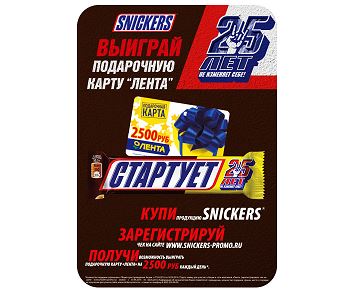 SNICKERS
25
ЛЕТ
НЕ ИЗМЕНЯЕТ СЕБЕ!
ВЫИГРАЙ
ПОДАРОЧНУЮ
КАРТУ "ЛЕНТА"
ПОДАРОЧНАЯ
КАРТА
2500 РУБ.
ЛЕНТА
СТАРТУЕТ
25
ЛЕТ
КУПИ ПРОДУКЦИЮ SNICKERS®
ЗАРЕГИСТРИРУЙ
ЧЕК НА САЙТЕ WWW.SNICKERS-PROMO.RU
ПОЛУЧИ ВОЗМОЖНОСТЬ ВЫИГРАТЬ
ПОДАРОЧНУЮ КАРТУ «ЛЕНТА» НА 2500 РУБ КАЖДЫЙ ДЕНЬ*.